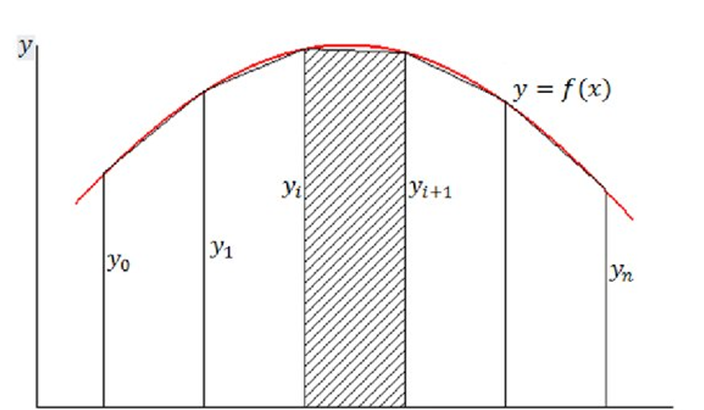 y
y = f(x)
yᵢ
yᵢ₊₁
y₁
y₀
yₙ